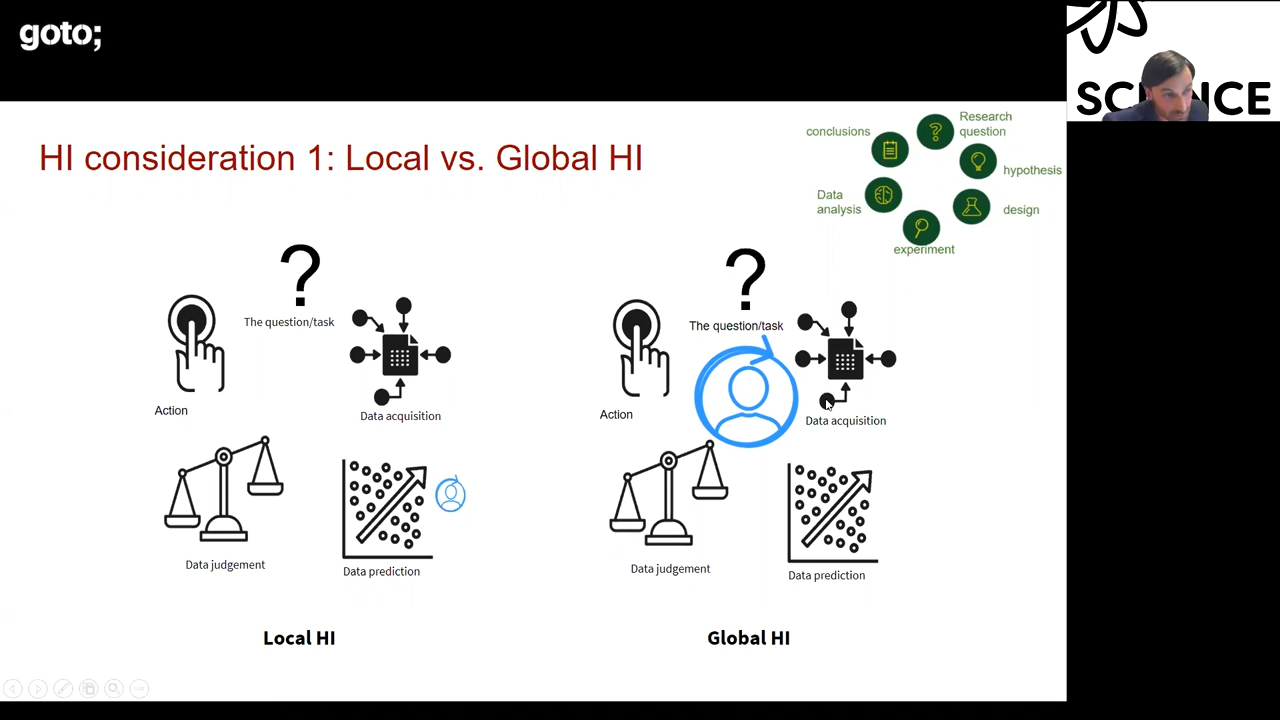 goto;
SCIENCE
HI consideration 1: Local vs. Global HI
conclusions
Research
question
hypothesis
Data
analysis
design
experiment
?
The question/task
Action
Data acquisition
Data judgement
Data prediction
Local HI
?
The question/task
Action
Data acquisition
Data judgement
Data prediction
Global HI